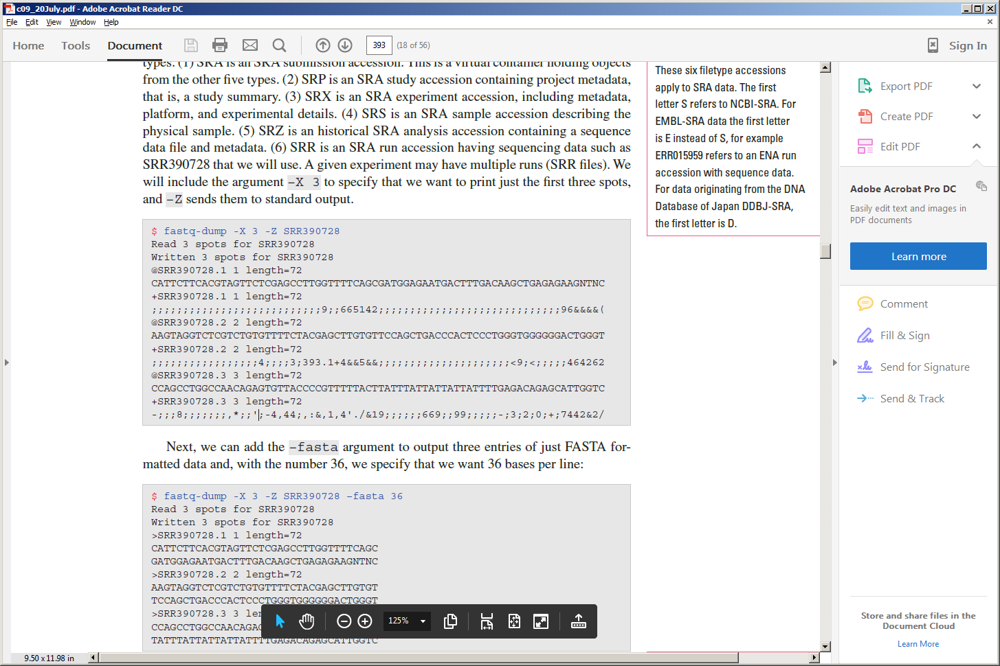 c09_20July.pdf - Adobe Acrobat Reader DC
File Edit View Window Help
Home Tools Document 393 (18 of 56) Sign In
types. (1) SRA is an SRA submission accession. This is a virtual container holding objects
from the other five types. (2) SRP is an SRA study accession containing project metadata,
that is, a study summary. (3) SRX is an SRA experiment accession, including metadata,
platform, and experimental details. (4) SRS is an SRA sample accession describing the
physical sample. (5) SRZ is an historical SRA analysis accession containing a sequence
data file and metadata. (6) SRR is an SRA run accession having sequencing data such as
SRR390728 that we will use. A given experiment may have multiple runs (SRR files). We
will include the argument –X 3 to specify that we want to print just the first three spots,
and –Z sends them to standard output.
$ fastq-dump -X 3 -Z SRR390728
Read 3 spots for SRR390728
Written 3 spots for SRR390728
@SRR390728.1 1 length=72
CATTCTTCACGTAGTTCTCGAGCCTTGGTTTTCAGCGATGGAGAATGACTTTGACAAGCTGAGAGAAGNTNC
+SRR390728.1 1 length=72
;;;;;;;;;;;;;;;;;;;;;;;;;;;9;;665142;;;;;;;;;;;;;;;;;;;;;;;;;;;;;96&&&&(
@SRR390728.2 2 length=72
AAGTAGGTCTCGTCTGTGTTTTCTACGAGCTTGTGTTCCAGCTGACCCACTCCCTGGGTGGGGGGACTGGGT
+SRR390728.2 2 length=72
;;;;;;;;;;;;;;;;;4;;;;3;393.1+4&&5&&;;;;;;;;;;;;;;;;;;;;;<9;<;;;;;464262
@SRR390728.3 3 length=72
CCAGCCTGGCCAACAGAGTGTTACCCCGTTTTTACTTATTTATTATTATTATTTTGAGACAGAGCATTGGTC
+SRR390728.3 3 length=72
-;;;8;;;;;;;,*;;';-4,44;,:&,1,4'./&19;;;;;;669;;99;;;;;-;3;2;0;+;7442&2/
Next, we can add the –fasta argument to output three entries of just FASTA for-
matted data and, with the number 36, we specify that we want 36 bases per line:
$ fastq-dump -X 3 -Z SRR390728 –fasta 36
Read 3 spots for SRR390728
Written 3 spots for SRR390728
>SRR390728.1 1 length=72
CATTCTTCACGTAGTTCTCGAGCCTTGGTTTTCAGC
GATGGAGAATGACTTTGACAAGCTGAGAGAAGNTNC
>SRR390728.2 2 length=72
AAGTAGGTCTCGTCTGTGTTTTCTACGAGCTTGTGT
TCCAGCTGACCCACTCCCTGGGTGGGGGGACTGGGT
>SRR390728.3 3 le
CCAGCCTGGCCAACAGAG
TATTTATTATTATTATTTTGAGACAGAGCATTGGTC
These six filetype accessions
apply to SRA data. The first
letter S refers to NCBI-SRA. For
EMBL-SRA data the first letter
is E instead of S, for example
ERR015959 refers to an ENA run
accession with sequence data.
For data originating from the DNA
Database of Japan DDBJ-SRA,
the first letter is D.
Export PDF
Create PDF
Edit PDF
Adobe Acrobat Pro DC
Easily edit text and images in
PDF documents
Learn more
Comment
Fill & Sign
Send for Signature
Send & Track
Store and share files in the
Document Cloud
Learn More
125%
9.50 x 11.98 in